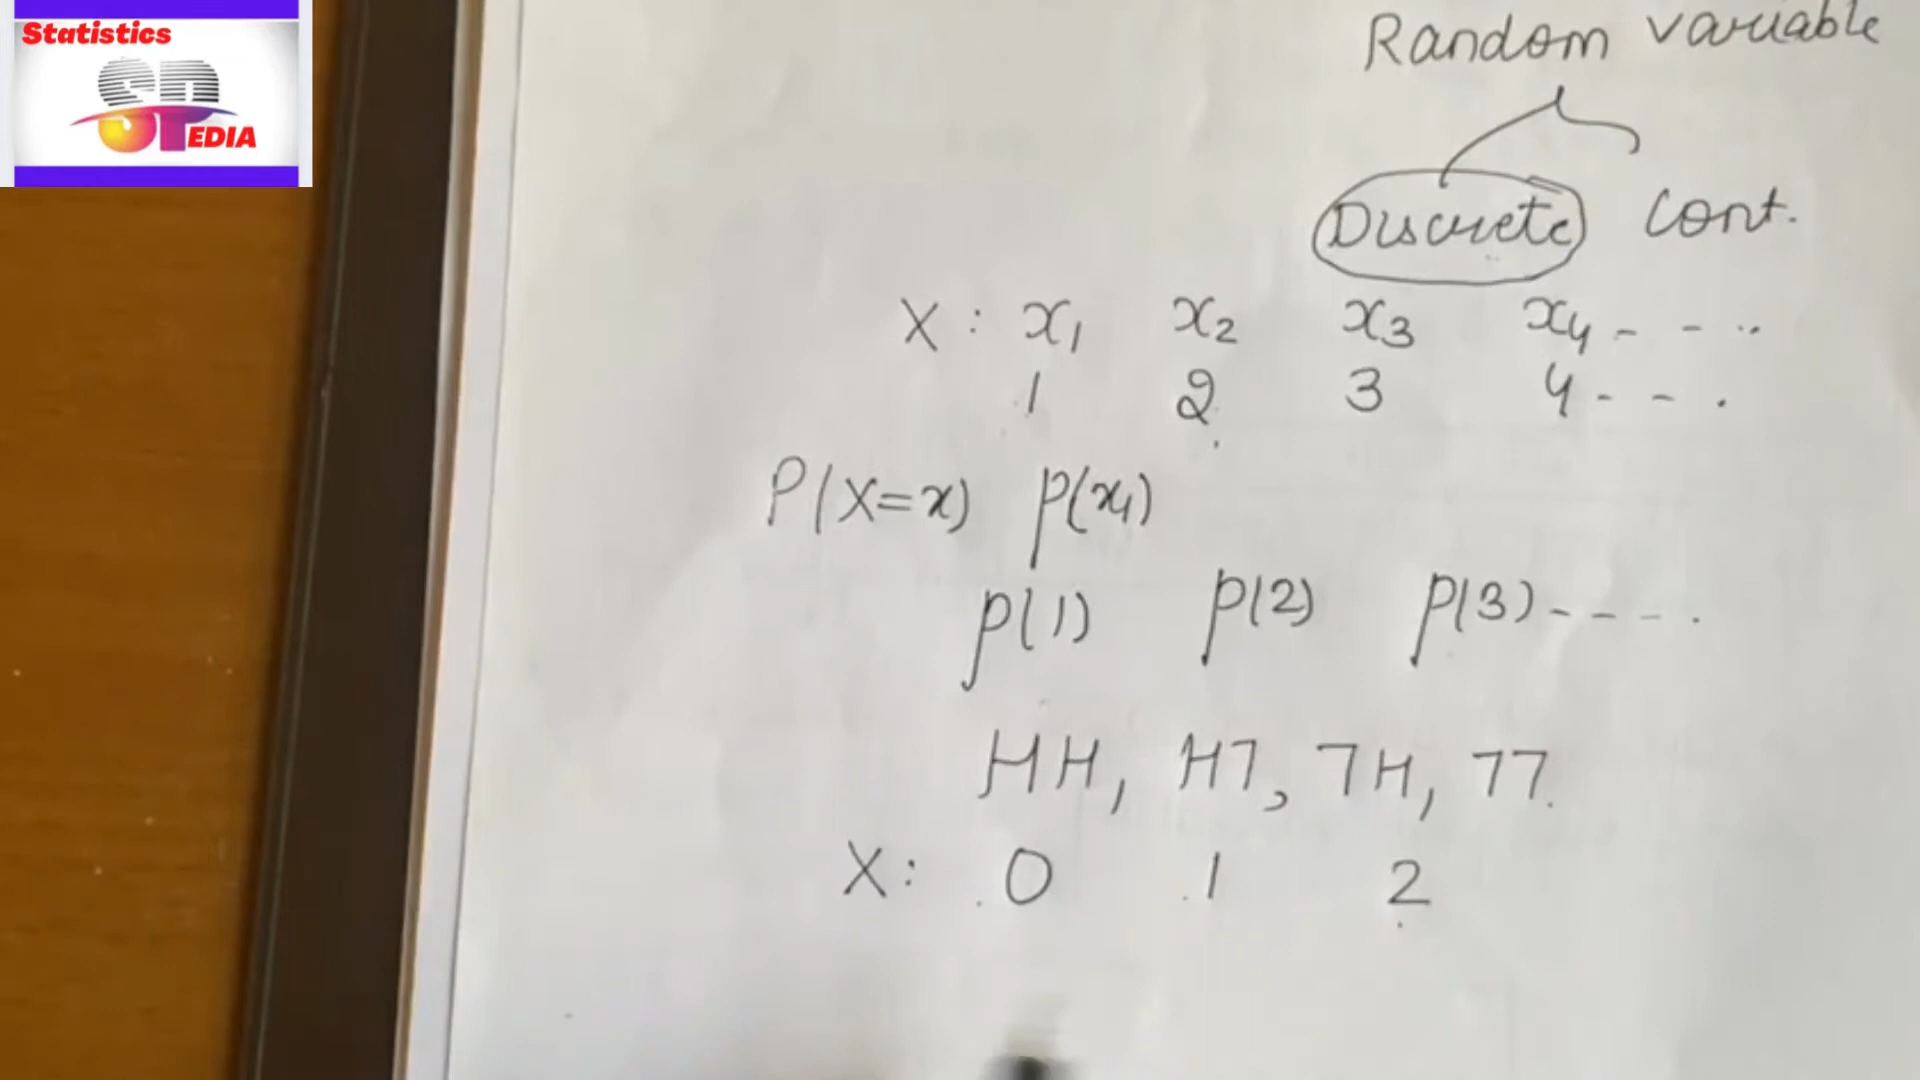 Statistics
SP
EDIA
Random variable
Discrete cont.
X : x₁ x₂ x₃ x₄ - - ..
1 2 3 4 - - .
P(X=x) p(x₁)
p(1) p(2) p(3) - - - .
HH, HT, TH, TT.
X: 0 1 2